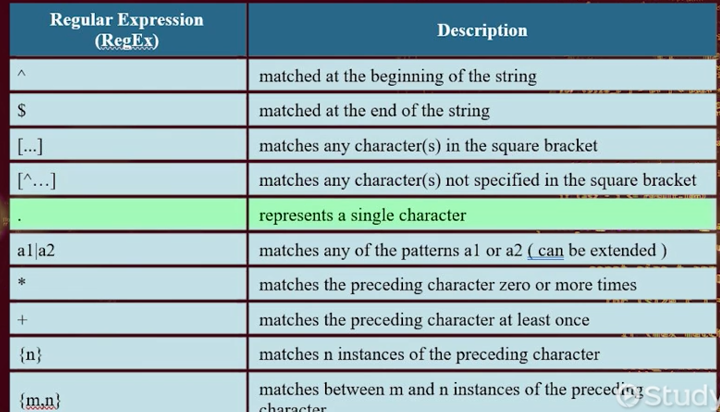 Regular Expression
(RegEx)
Description
^
matched at the beginning of the string
$
matched at the end of the string
[...]
matches any character(s) in the square bracket
[^...]
matches any character(s) not specified in the square bracket
.
represents a single character
a1|a2
matches any of the patterns a1 or a2 ( can be extended )
*
matches the preceding character zero or more times
+
matches the preceding character at least once
{n}
matches n instances of the preceding character
{m,n}
matches between m and n instances of the preceding
character
Study